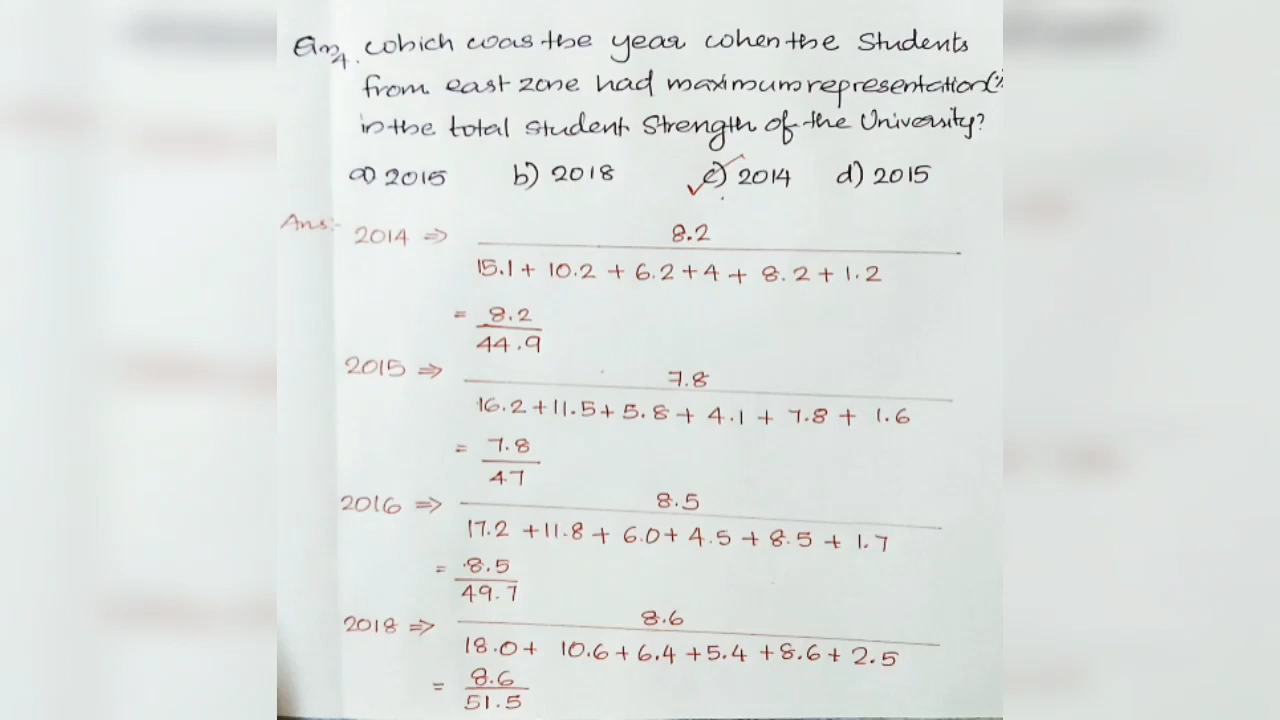 Qn 4. which was the year when the Students
from east zone had maximum representation(%
in the total student strength of the University?
a) 2015 b) 2018 c) 2014 d) 2015
Ans:- 2014 ⇒ 8.2
15.1 + 10.2 + 6.2 + 4 + 8.2 + 1.2
= 8.2
44.9
2015 ⇒ 7.8
16.2 + 11.5 + 5.8 + 4.1 + 7.8 + 1.6
= 7.8
47
2016 ⇒ 8.5
17.2 + 11.8 + 6.0 + 4.5 + 8.5 + 1.7
= 8.5
49.7
2018 ⇒ 8.6
18.0 + 10.6 + 6.4 + 5.4 + 8.6 + 2.5
= 8.6
51.5